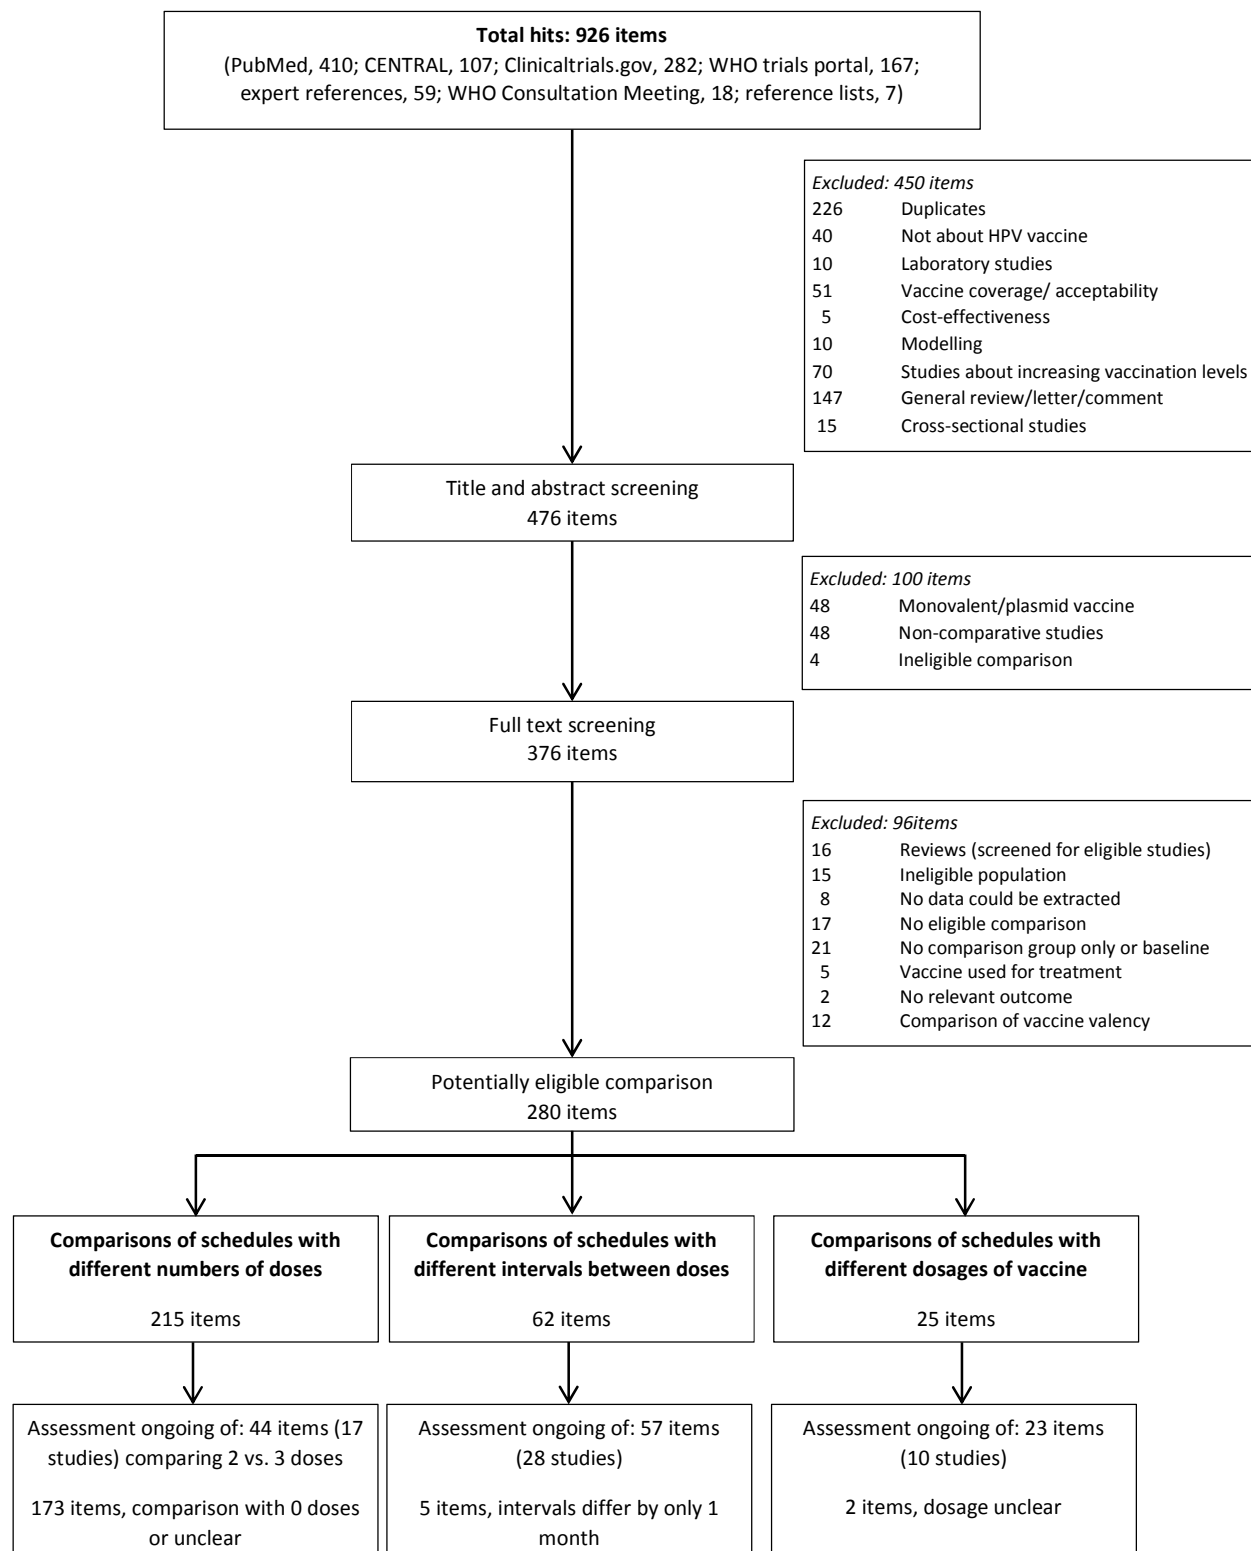 Total hits: 926 items
(PubMed, 410; CENTRAL, 107; Clinicaltrials.gov, 282; WHO trials portal, 167;
expert references, 59; WHO Consultation Meeting, 18; reference lists, 7)
Excluded: 450 items
226 Duplicates
40 Not about HPV vaccine
10 Laboratory studies
51 Vaccine coverage/ acceptability
5 Cost-effectiveness
10 Modelling
70 Studies about increasing vaccination levels
147 General review/letter/comment
15 Cross-sectional studies
Title and abstract screening
476 items
Excluded: 100 items
48 Monovalent/plasmid vaccine
48 Non-comparative studies
4 Ineligible comparison
Full text screening
376 items
Excluded: 96items
16 Reviews (screened for eligible studies)
15 Ineligible population
8 No data could be extracted
17 No eligible comparison
21 No comparison group only or baseline
5 Vaccine used for treatment
2 No relevant outcome
12 Comparison of vaccine valency
Potentially eligible comparison
280 items
Comparisons of schedules with
different numbers of doses
215 items
Comparisons of schedules with
different intervals between doses
62 items
Comparisons of schedules with
different dosages of vaccine
25 items
Assessment ongoing of: 44 items (17
studies) comparing 2 vs. 3 doses
173 items, comparison with 0 doses
or unclear
Assessment ongoing of: 57 items
(28 studies)
5 items, intervals differ by only 1
month
Assessment ongoing of: 23 items
(10 studies)
2 items, dosage unclear